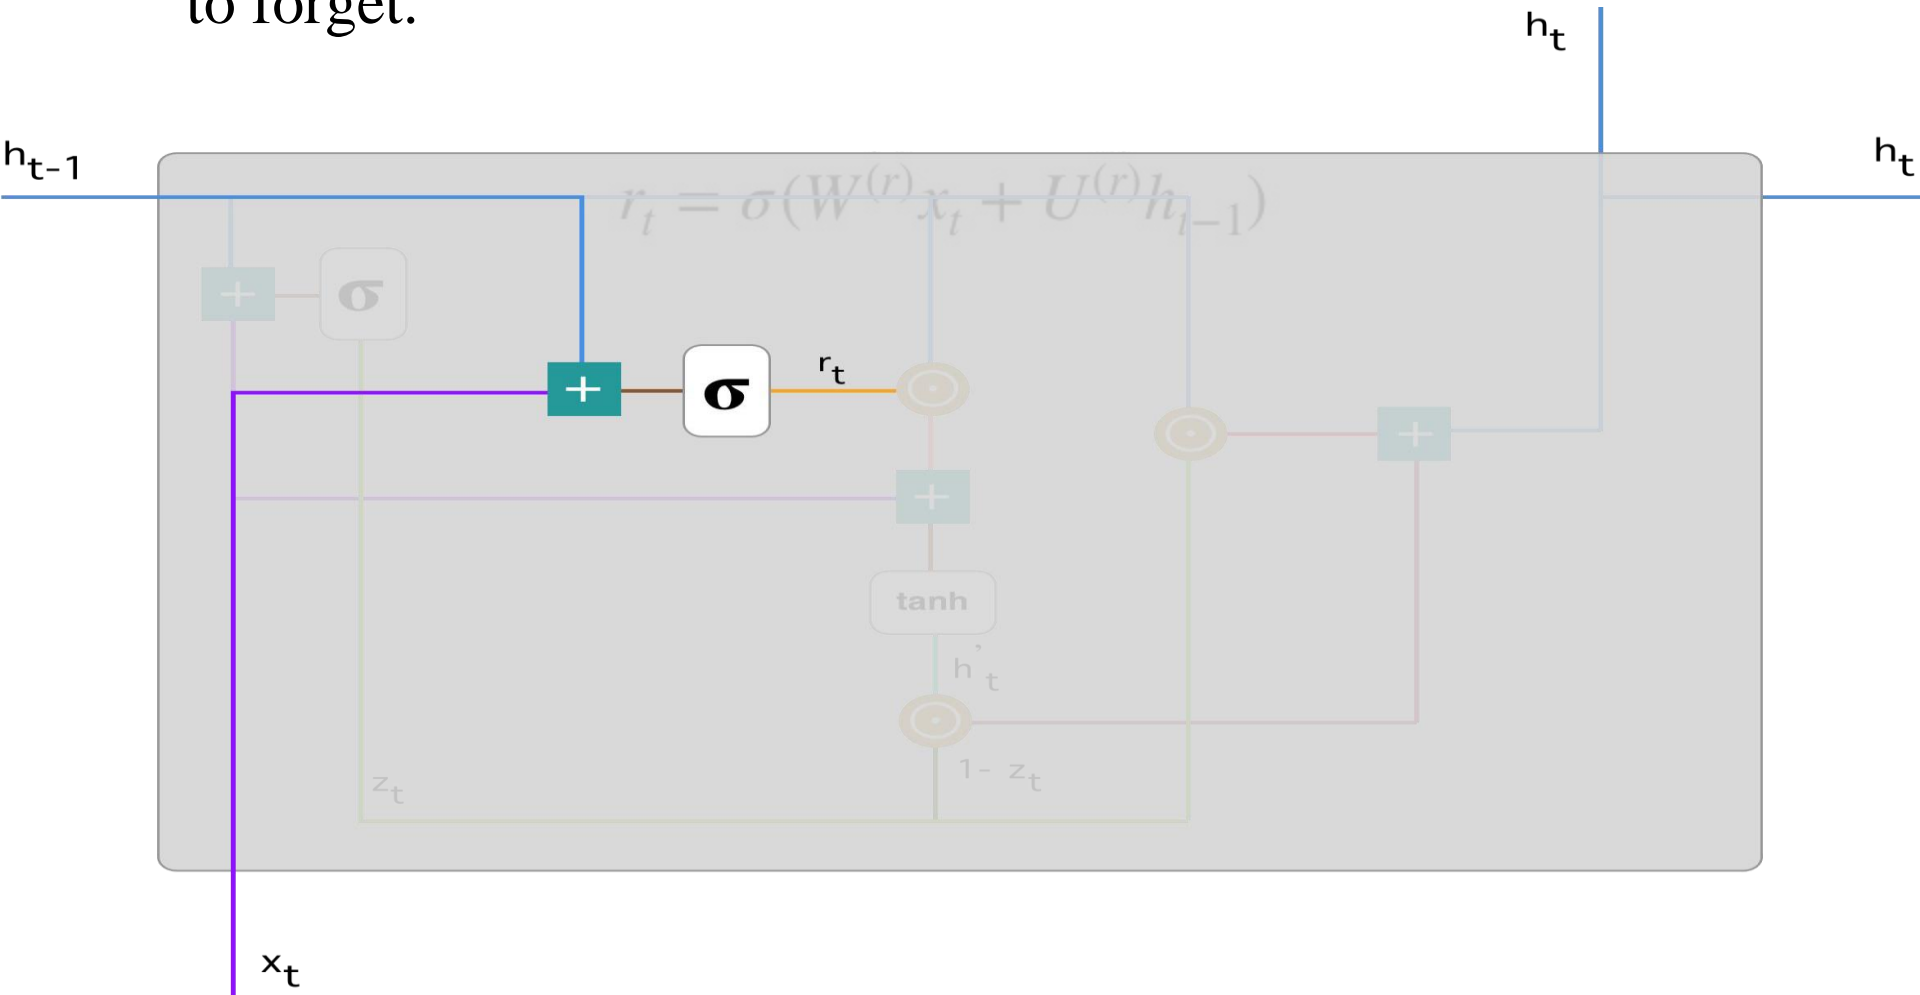 to forget.
h_t
h_{t-1}
h_t
r_t = σ(W^{(r)}x_t + U^{(r)}h_{t-1})
+ σ
+ σ r_t
+
+
tanh
h'_t
1- z_t
z_t
x_t